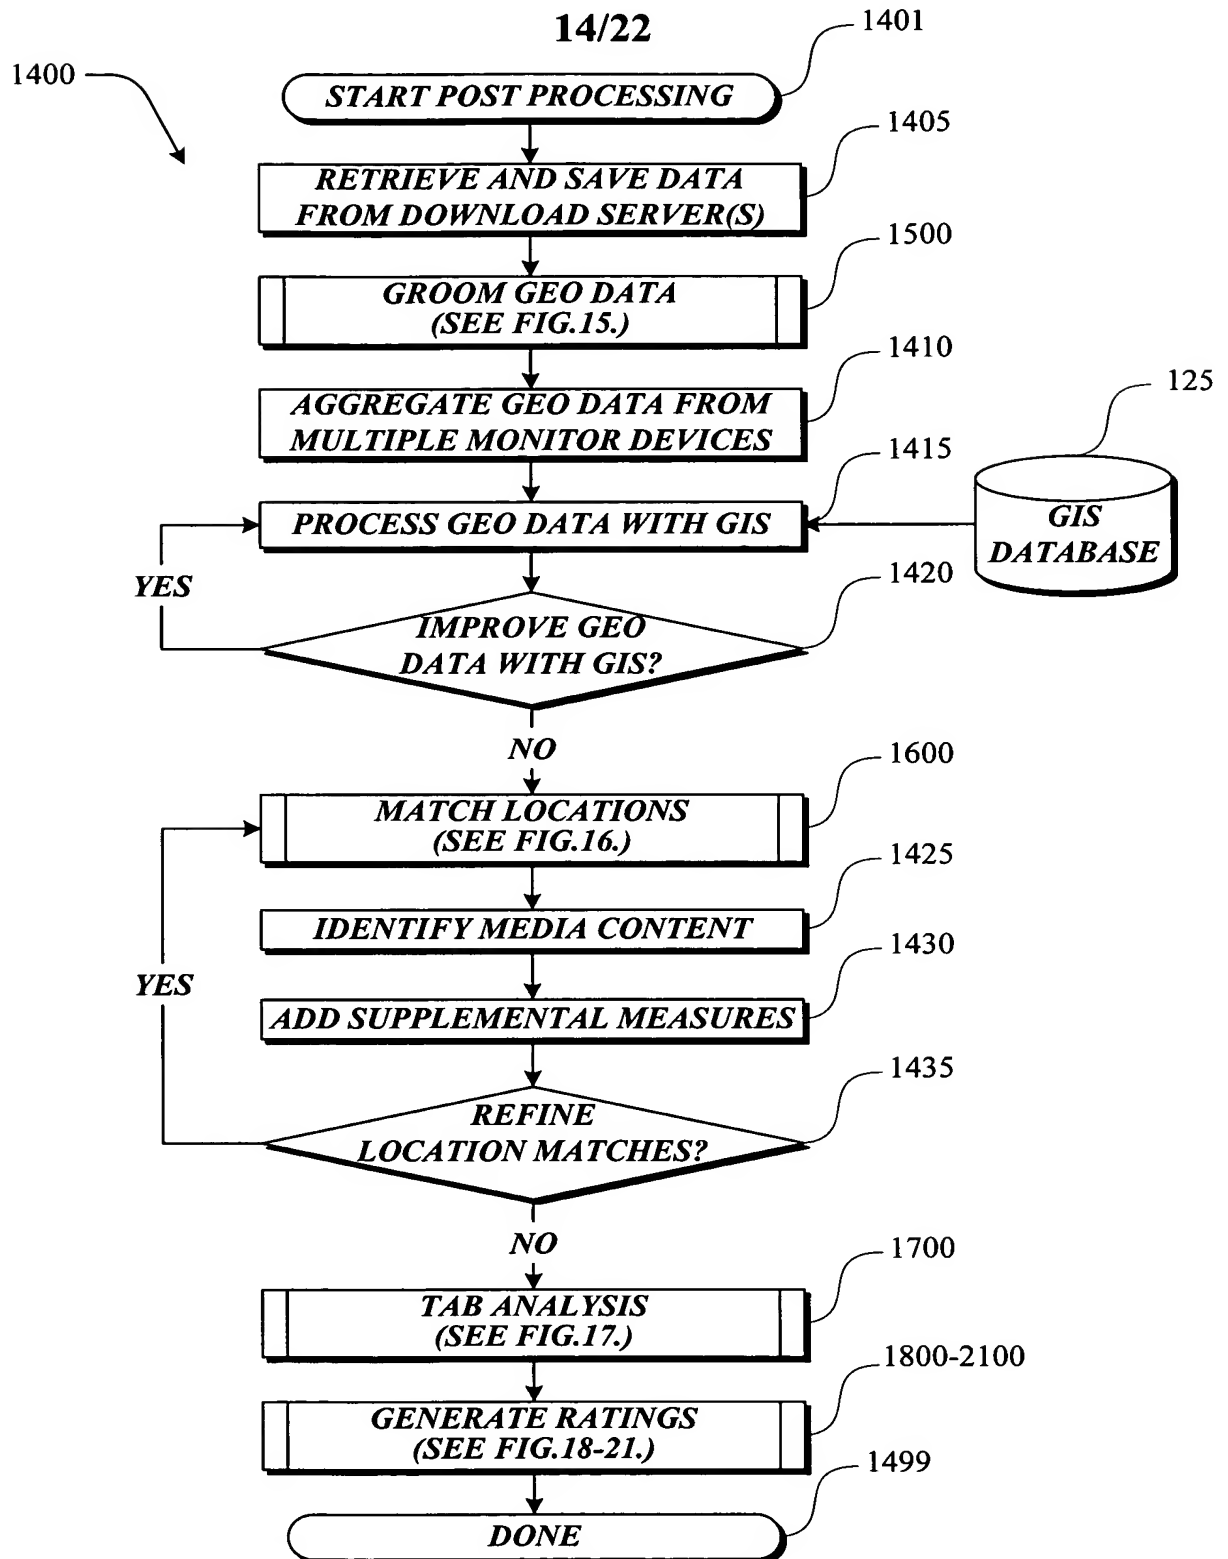 14/22
1401
1400
START POST PROCESSING
1405
RETRIEVE AND SAVE DATA
FROM DOWNLOAD SERVER(S)
1500
GROOM GEO DATA
(SEE FIG.15.)
1410
AGGREGATE GEO DATA FROM
MULTIPLE MONITOR DEVICES
125
1415
PROCESS GEO DATA WITH GIS
GIS
DATABASE
YES
1420
IMPROVE GEO
DATA WITH GIS?
NO
1600
MATCH LOCATIONS
(SEE FIG.16.)
1425
IDENTIFY MEDIA CONTENT
1430
YES
ADD SUPPLEMENTAL MEASURES
1435
REFINE
LOCATION MATCHES?
NO
1700
TAB ANALYSIS
(SEE FIG.17.)
1800-2100
GENERATE RATINGS
(SEE FIG.18-21.)
1499
DONE